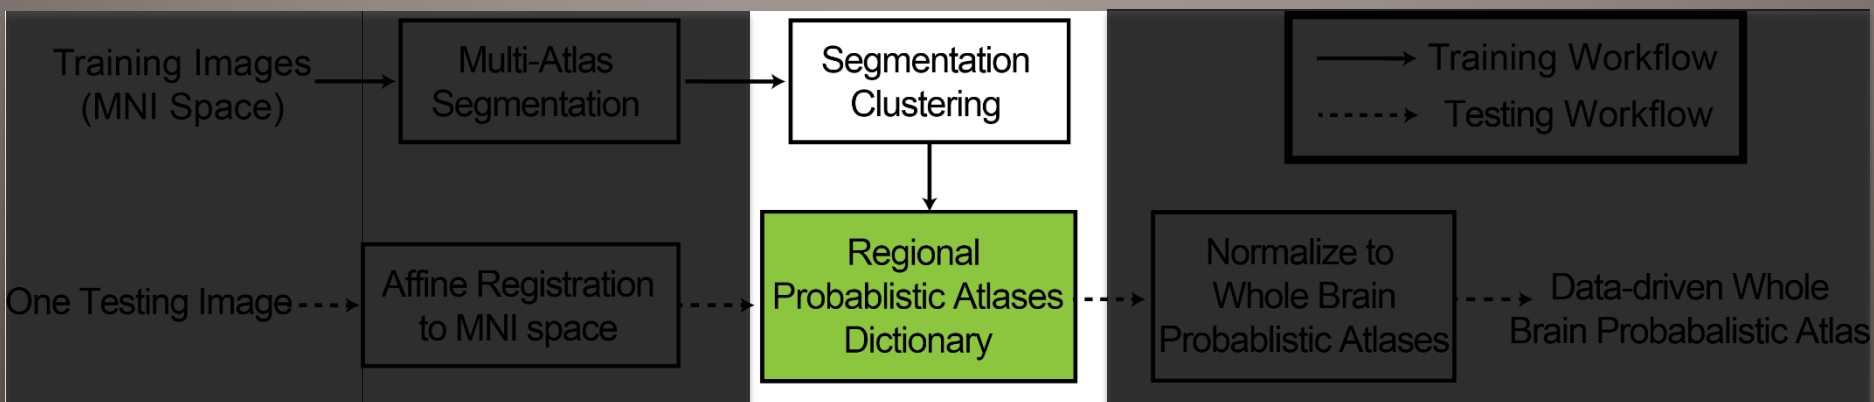 Training Images
(MNI Space)
Multi-Atlas
Segmentation
Segmentation
Clustering
Training Workflow
Testing Workflow
One Testing Image
Affine Registration
to MNI space
Regional
Probablistic Atlases
Dictionary
Normalize to
Whole Brain
Probablistic Atlases
Data-driven Whole
Brain Probabalistic Atlas